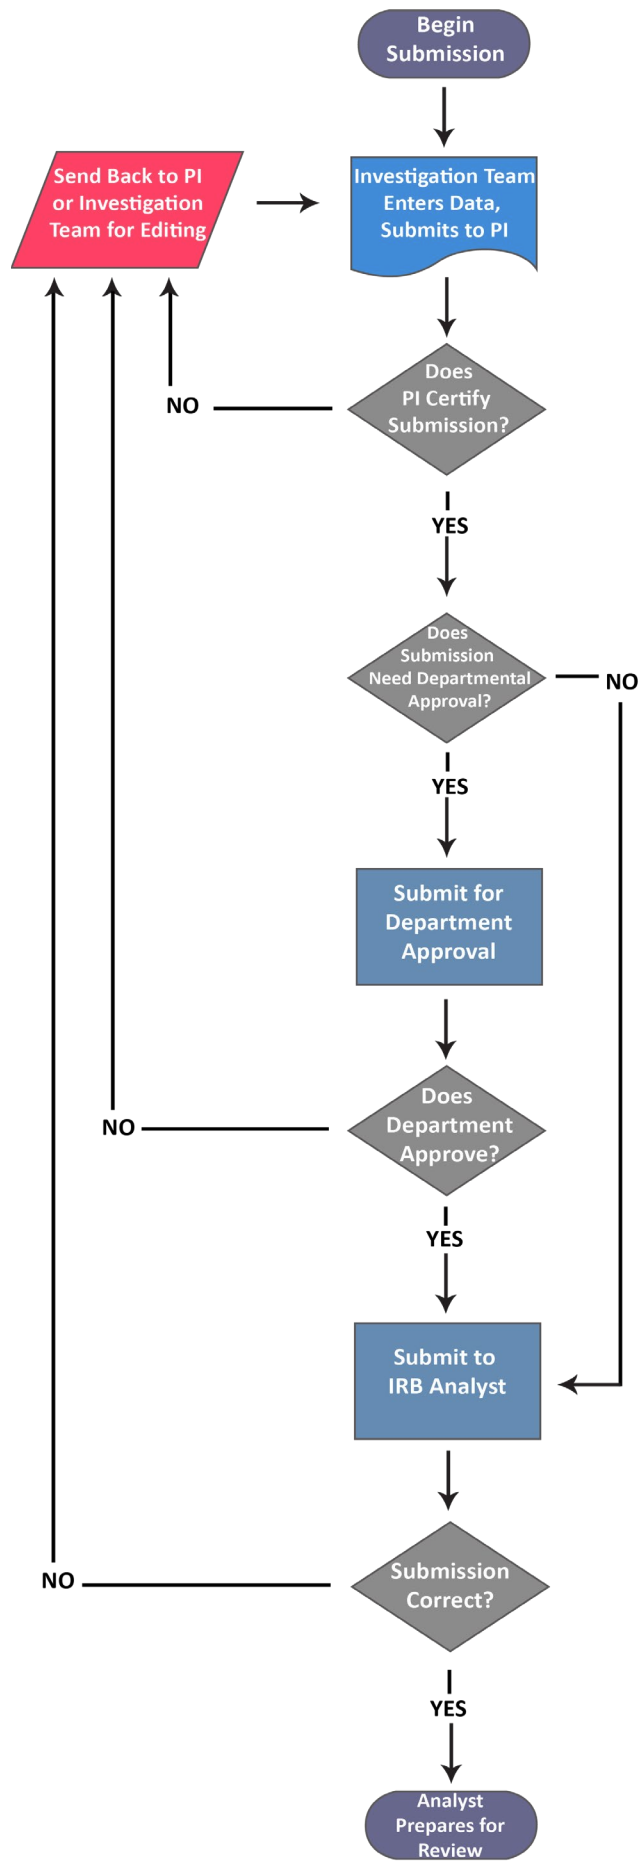 Begin
Submission
Send Back to PI
or Investigation
Team for Editing
Investigation Team
Enters Data,
Submits to PI
Does
PI Certify
Submission?
NO
YES
Does
Submission
Need Departmental
Approval?
NO
YES
Submit for
Department
Approval
Does
Department
Approve?
NO
YES
Submit to
IRB Analyst
Submission
Correct?
NO
YES
Analyst
Prepares for
Review